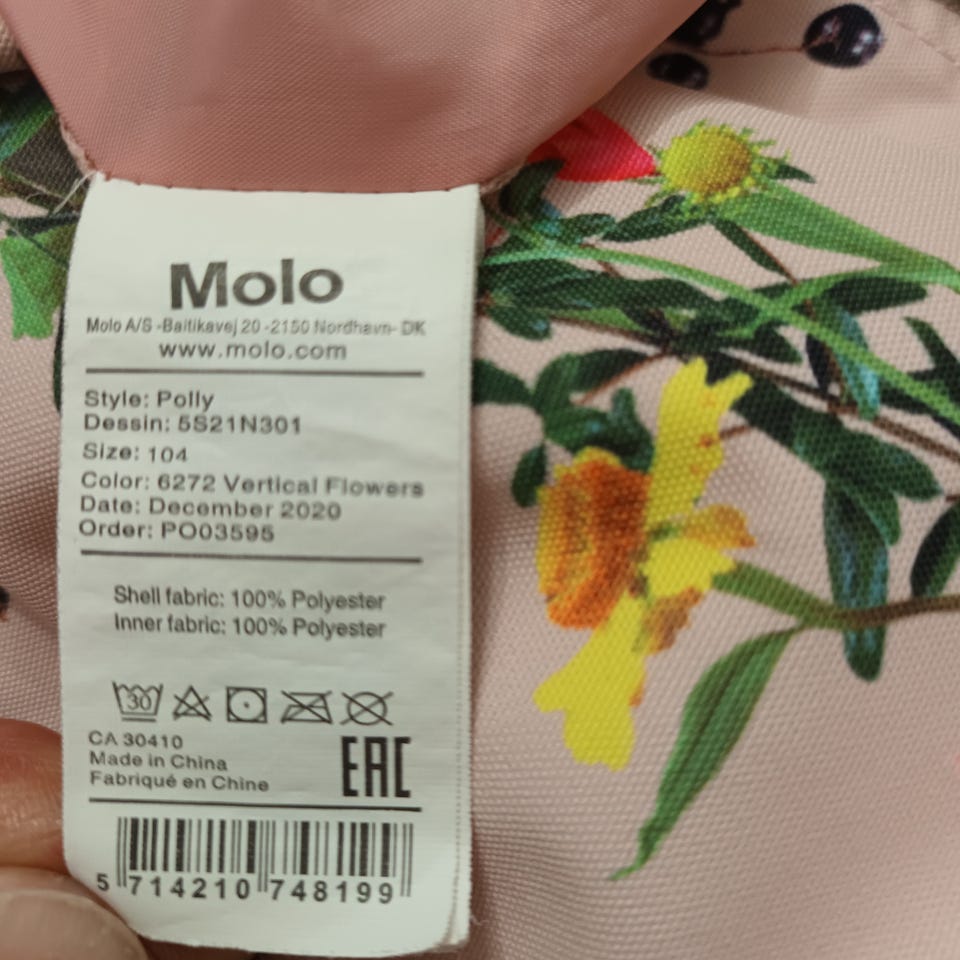 Molo
Molo A/S -Baltikavej 20 -2150 Nordhavn- DK
www.molo.com
Style: Polly
Dessin: 5S21N301
Size: 104
Color: 6272 Vertical Flowers
Date: December 2020
Order: PO03595
Shell fabric: 100% Polyester
Inner fabric: 100% Polyester
30
CA 30410
Made in China
Fabriqué en Chine
EAC
5 714210 748199